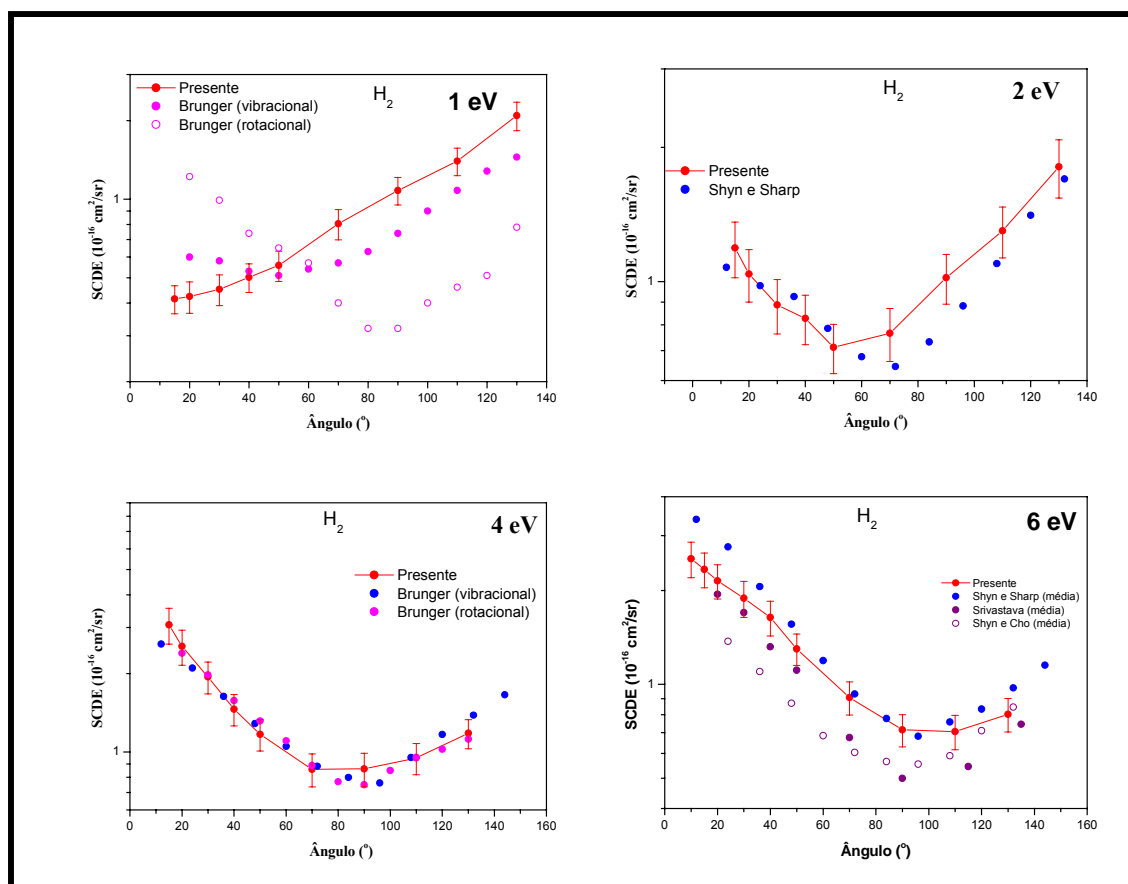 Presente
Brunger (vibracional)
Brunger (rotacional)
H2
1 eV
SCDE (10-16 cm2/sr)
1
0 20 40 60 80 100 120 140
Ângulo (o)
H2
2 eV
Presente
Shyn e Sharp
SCDE (10-16 cm2/sr)
1
0 20 40 60 80 100 120 140
Ângulo (o)
H2
4 eV
Presente
Brunger (vibracional)
Brunger (rotacional)
SCDE (10-16 cm2/sr)
1
0 20 40 60 80 100 120 140 160
Ângulo (o)
H2
6 eV
Presente
Shyn e Sharp (média)
Srivastava (média)
Shyn e Cho (média)
SCDE (10-16 cm2/sr)
1
0 20 40 60 80 100 120 140 160
Ângulo (o)